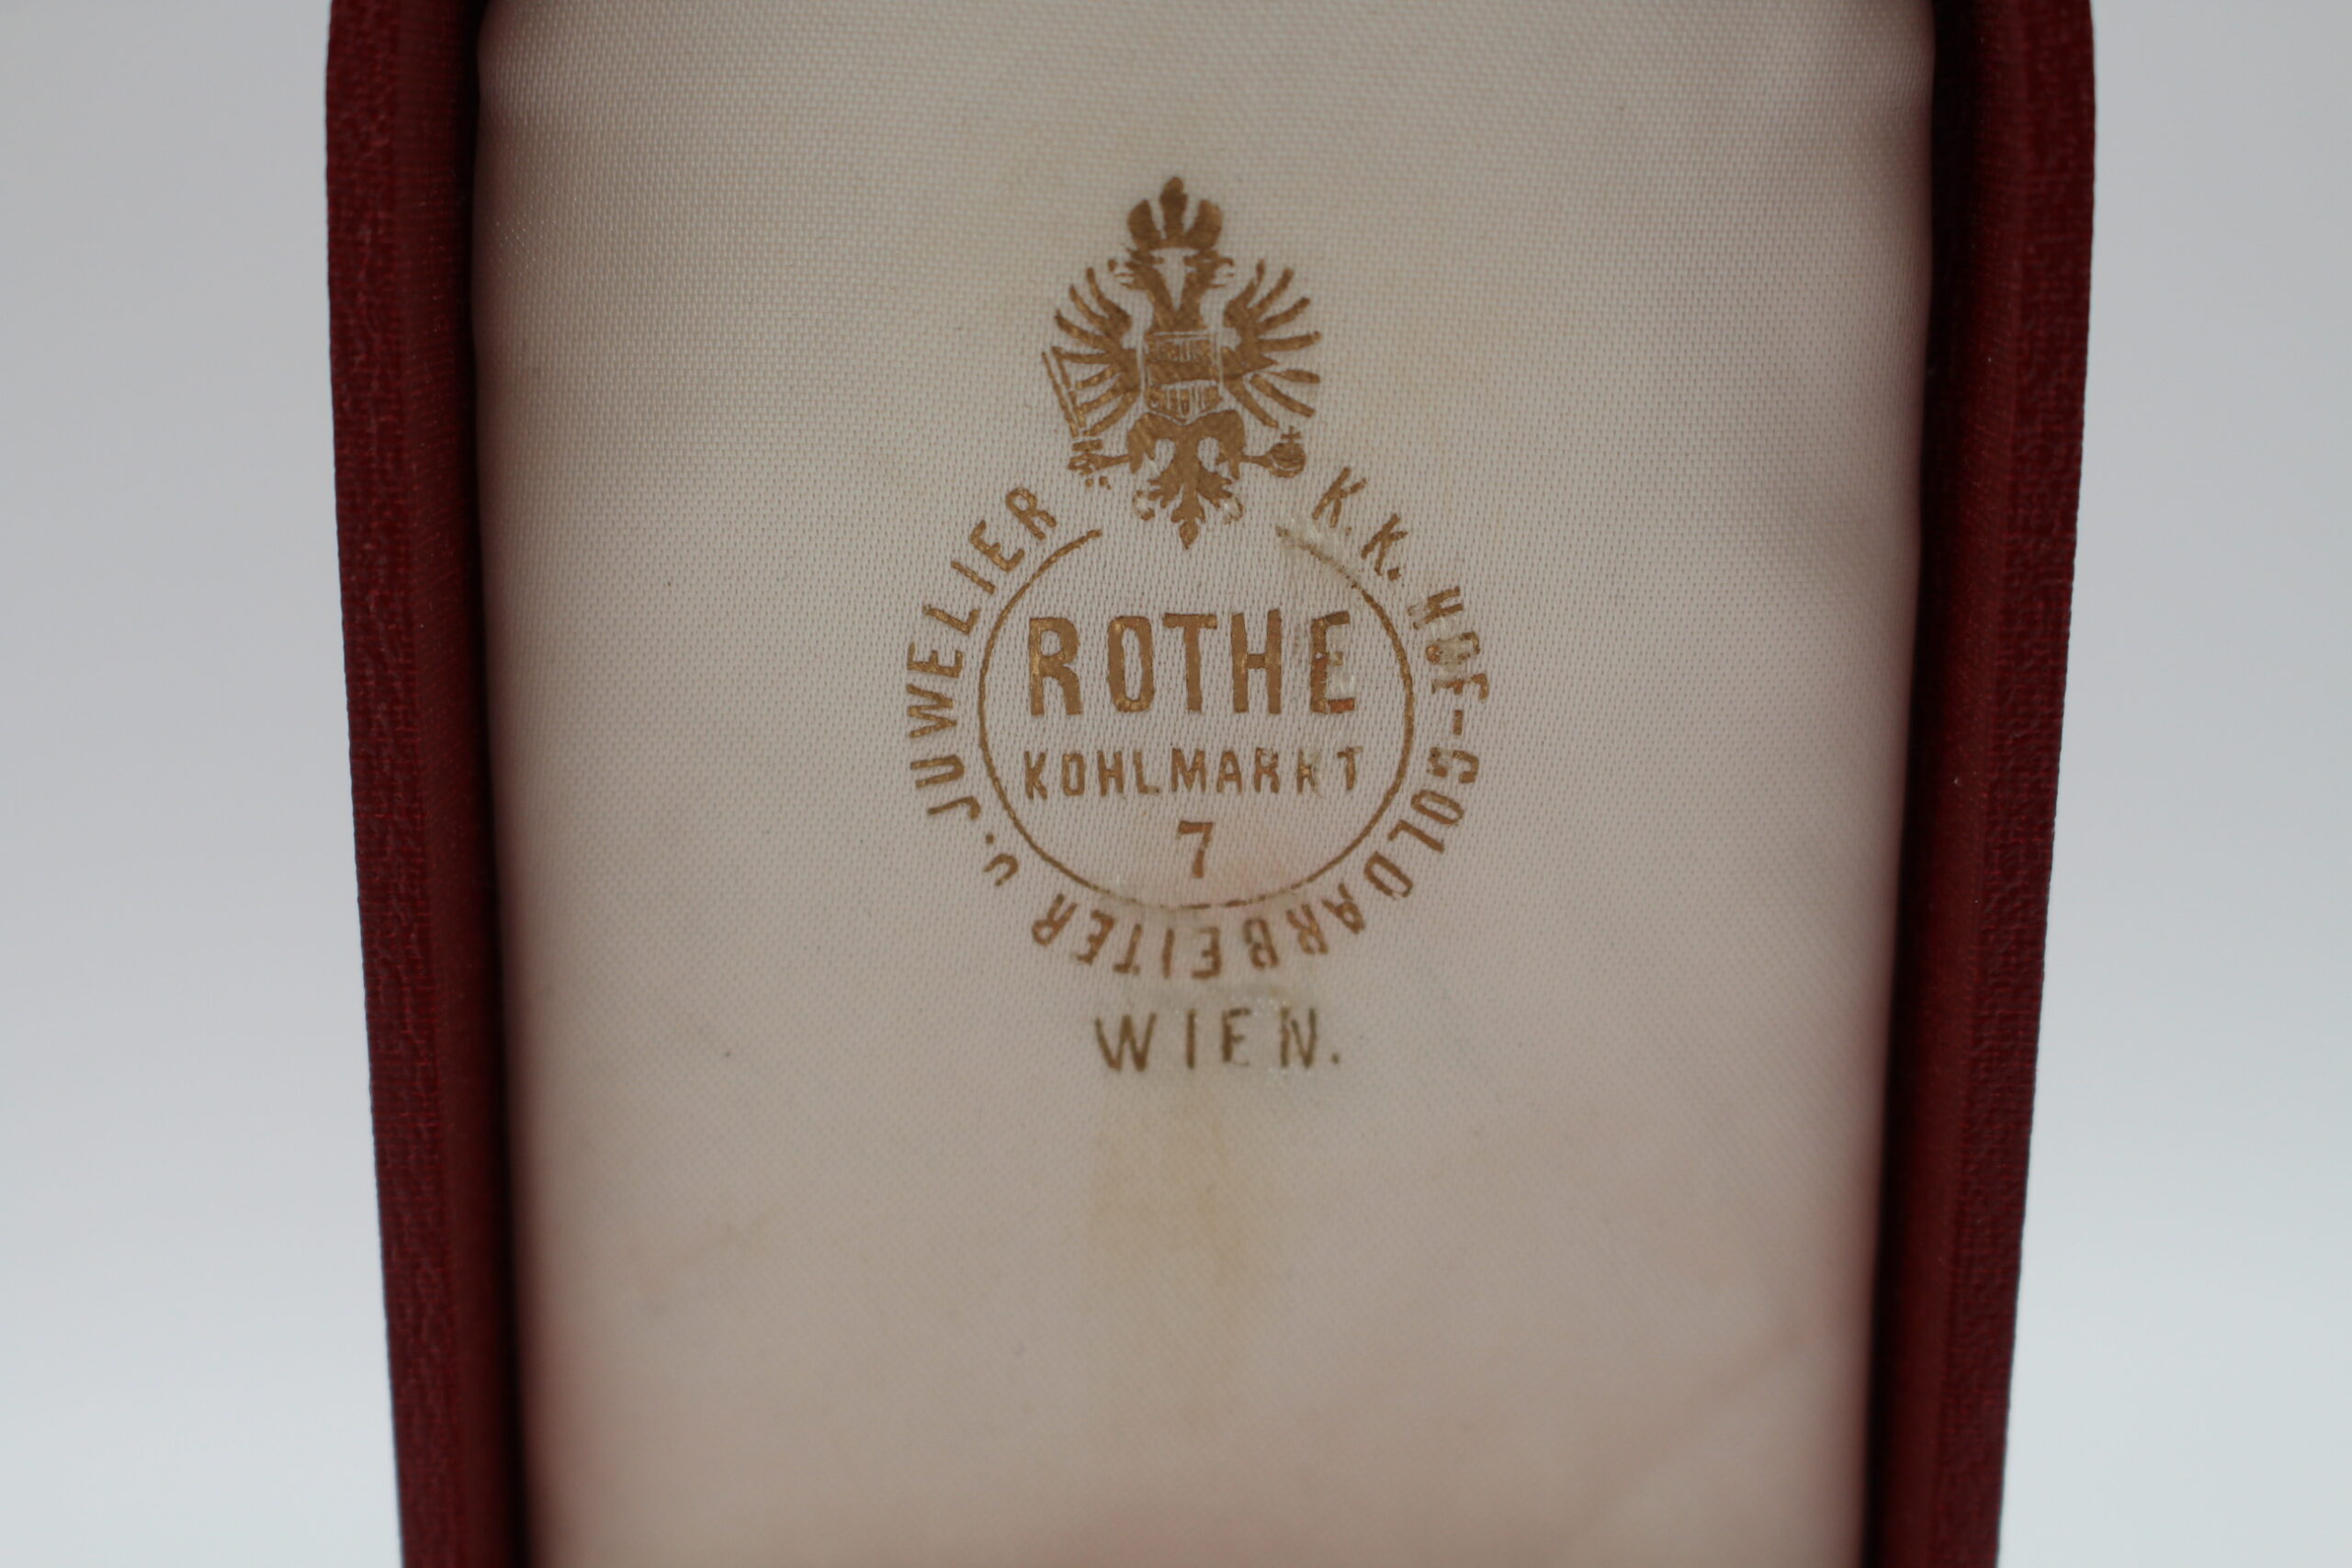 K.K. HOF-GOLDARBEITER U. JUWELIER
ROTHE
KOHLMARKT
7
WIEN.